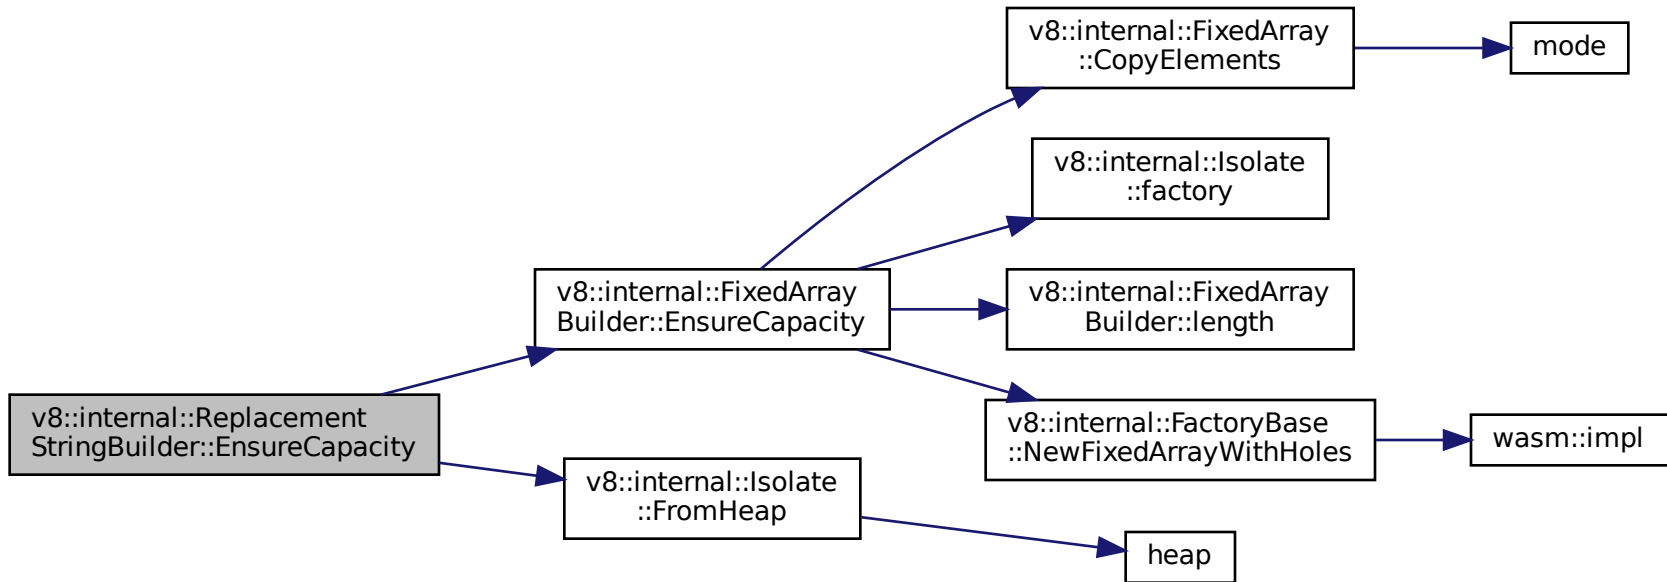 v8::internal::Replacement
StringBuilder::EnsureCapacity
v8::internal::FixedArray
Builder::EnsureCapacity
v8::internal::FixedArray
::CopyElements
mode
v8::internal::Isolate
::factory
v8::internal::FixedArray
Builder::length
v8::internal::FactoryBase
::NewFixedArrayWithHoles
wasm::impl
v8::internal::Isolate
::FromHeap
heap